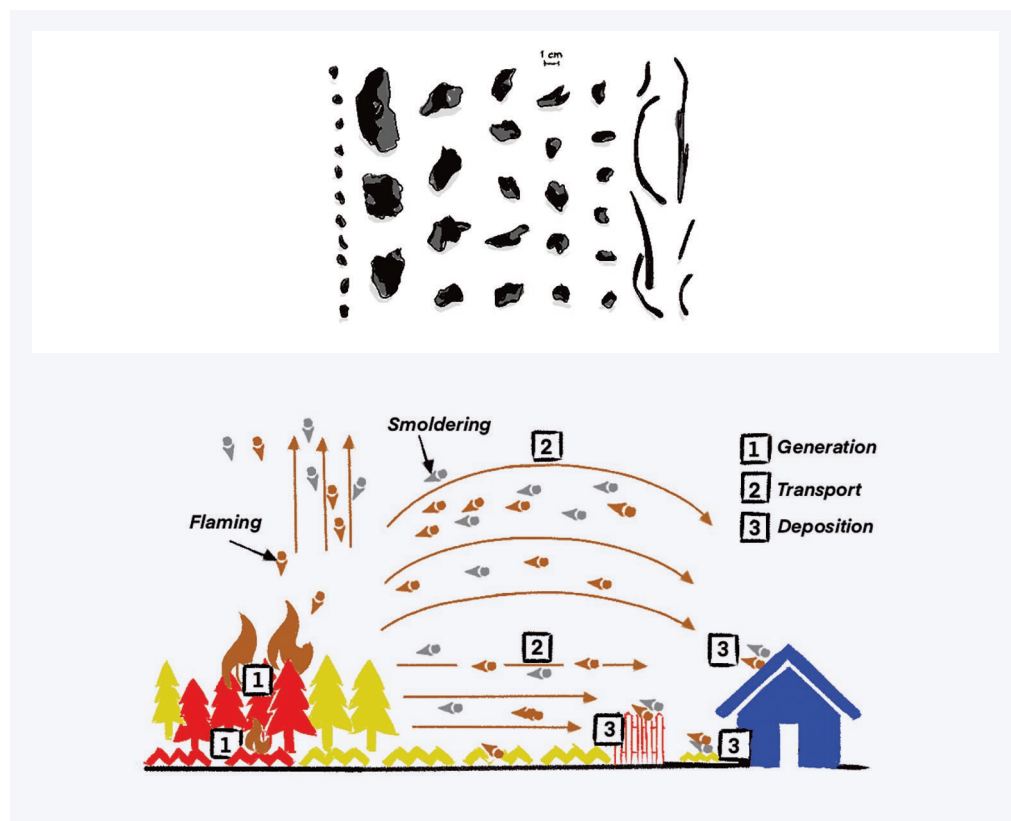 1 cm
Smoldering
2
1 Generation
2 Transport
Flaming
3 Deposition
2
3
1
3
1
3